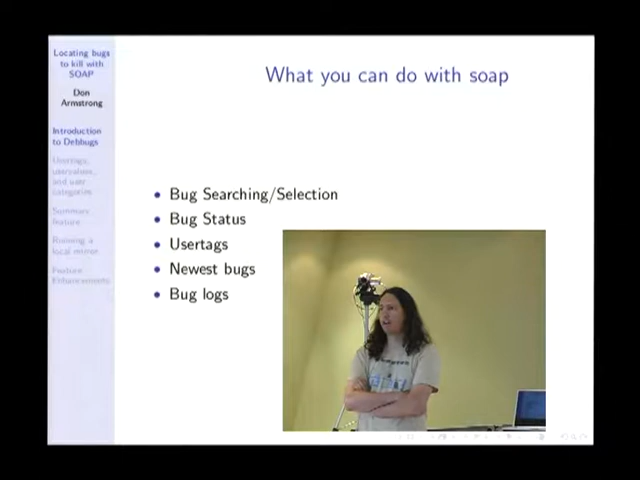 Locating bugs
to kill with
SOAP
Don
Armstrong
Introduction
to Debbugs
Usertags,
uservalues,
and user
categories
Summary
feature
Running a
local mirror
Feature
Enhancements
What you can do with soap
• Bug Searching/Selection
• Bug Status
• Usertags
• Newest bugs
• Bug logs